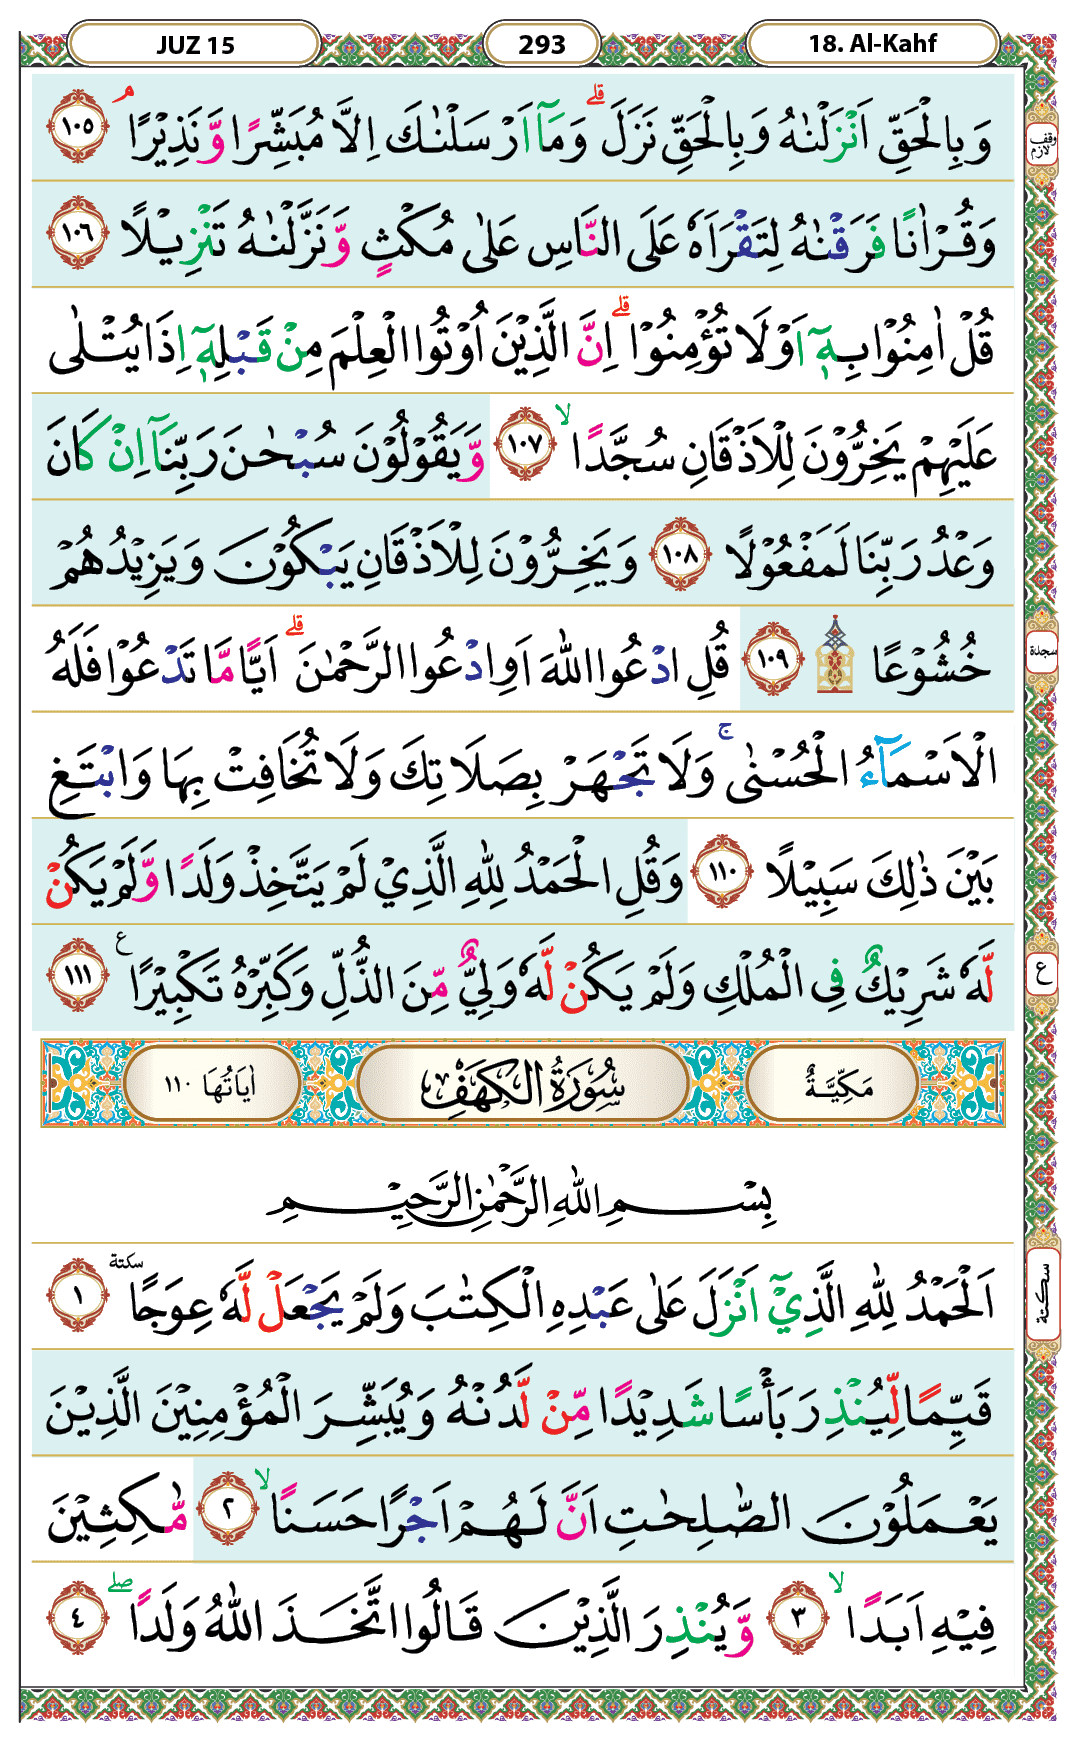 JUZ 15
293
18. Al-Kahf
وَبِالْحَقِّ اَنْزَلْنٰهُ وَبِالْحَقِّ نَزَلَ ۗ وَمَآ اَرْسَلْنٰكَ اِلَّا مُبَشِّرًا وَّنَذِيْرًا ۘ ١٠٥
وَقُرْاٰنًا فَرَقْنٰهُ لِتَقْرَاَهٗ عَلَى النَّاسِ عَلٰى مُكْثٍ وَّنَزَّلْنٰهُ تَنْزِيْلًا ١٠٦
قُلْ اٰمِنُوْا بِهٖٓ اَوْ لَا تُؤْمِنُوْا ۗ اِنَّ الَّذِيْنَ اُوْتُوا الْعِلْمَ مِنْ قَبْلِهٖٓ اِذَا يُتْلٰى
عَلَيْهِمْ يَخِرُّوْنَ لِلْاَذْقَانِ سُجَّدًا ۙ ١٠٧ وَّيَقُوْلُوْنَ سُبْحٰنَ رَبِّنَآ اِنْ كَانَ
وَعْدُ رَبِّنَا لَمَفْعُوْلًا ١٠٨ وَيَخِرُّوْنَ لِلْاَذْقَانِ يَبْكُوْنَ وَيَزِيْدُهُمْ
خُشُوْعًا ۩ ١٠٩ قُلِ ادْعُوا اللّٰهَ اَوِ ادْعُوا الرَّحْمٰنَ ۗ اَيًّا مَّا تَدْعُوْا فَلَهُ
الْاَسْمَآءُ الْحُسْنٰى ۚ وَلَا تَجْهَرْ بِصَلَاتِكَ وَلَا تُخَافِتْ بِهَا وَابْتَغِ
بَيْنَ ذٰلِكَ سَبِيْلًا ١١٠ وَقُلِ الْحَمْدُ لِلّٰهِ الَّذِيْ لَمْ يَتَّخِذْ وَلَدًا وَّلَمْ يَكُنْ
لَّهٗ شَرِيْكٌ فِى الْمُلْكِ وَلَمْ يَكُنْ لَّهٗ وَلِيٌّ مِّنَ الذُّلِّ وَكَبِّرْهُ تَكْبِيْرًا ࣖ ١١١
مَكِّيَّةٌ
سُوْرَةُ الْكَهْفِ
اٰيَاتُهَا ١١٠
بِسْمِ اللّٰهِ الرَّحْمٰنِ الرَّحِيْمِ
اَلْحَمْدُ لِلّٰهِ الَّذِيْٓ اَنْزَلَ عَلٰى عَبْدِهِ الْكِتٰبَ وَلَمْ يَجْعَلْ لَّهٗ عِوَجًا سكتة ١
قَيِّمًا لِّيُنْذِرَ بَأْسًا شَدِيْدًا مِّنْ لَّدُنْهُ وَيُبَشِّرَ الْمُؤْمِنِيْنَ الَّذِيْنَ
يَعْمَلُوْنَ الصّٰلِحٰتِ اَنَّ لَهُمْ اَجْرًا حَسَنًا ۙ ٢ مّٰكِثِيْنَ
فِيْهِ اَبَدًا ۙ ٣ وَّيُنْذِرَ الَّذِيْنَ قَالُوا اتَّخَذَ اللّٰهُ وَلَدًا ۖ ٤
وقف لازم
سجدة
ع
سكتة